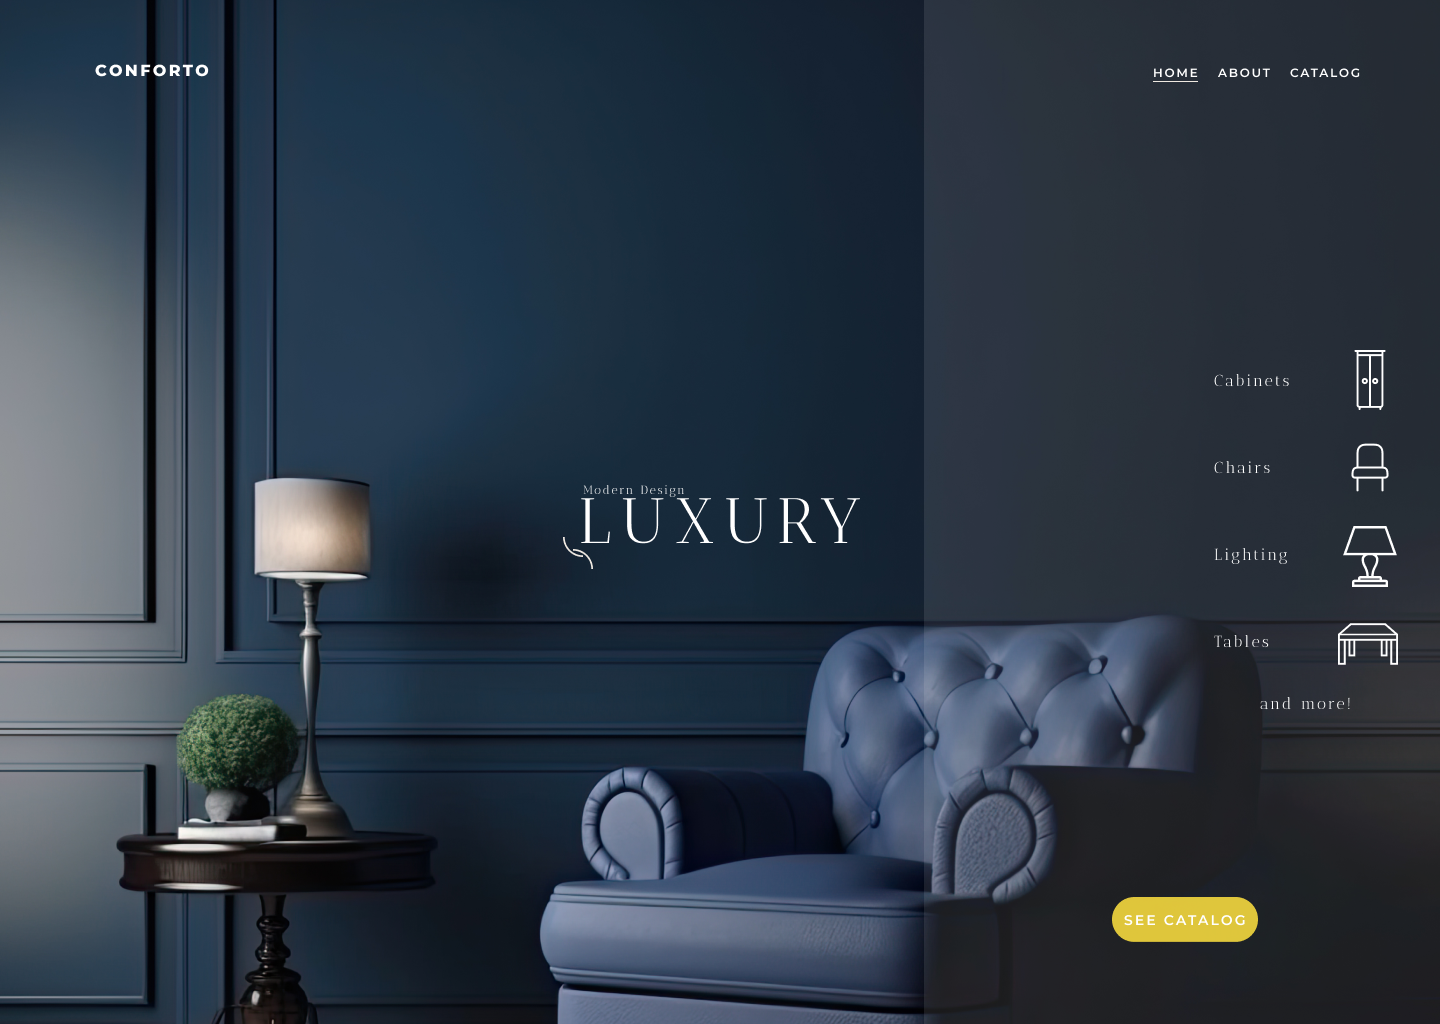 CONFORTO
HOME ABOUT CATALOG
Modern Design
LUXURY
Cabinets
Chairs
Lighting
Tables
and more!
SEE CATALOG